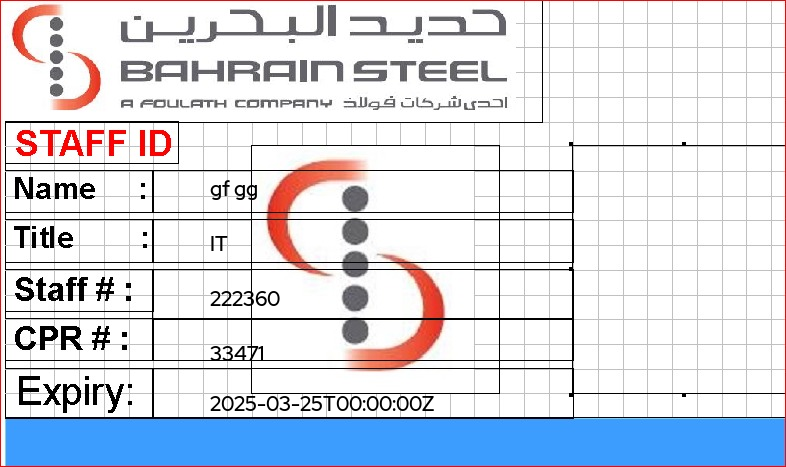 حديد البحرين
BAHRAIN STEEL
A FOULATH COMPANY احدى شركات فولاذ
STAFF ID
Name : gf gg
Title : IT
Staff # : 222360
CPR # : 33471
Expiry: 2025-03-25T00:00:00Z